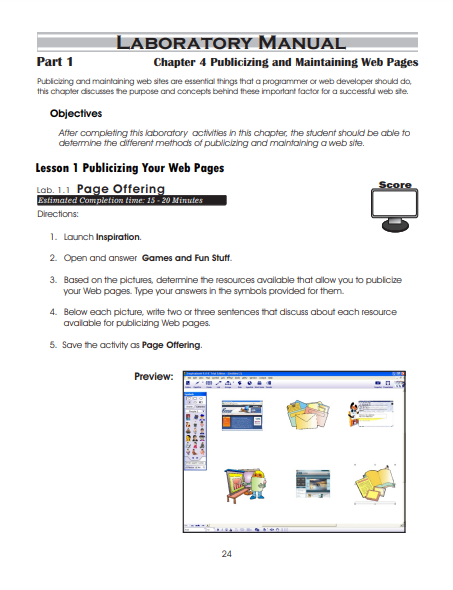 LABORATORY MANUAL
Part 1 Chapter 4 Publicizing and Maintaining Web Pages
Publicizing and maintaining web sites are essential things that a programmer or web developer should do,
this chapter discusses the purpose and concepts behind these important factor for a successful web site.
Objectives
After completing this laboratory activities in this chapter, the student should be able to
determine the different methods of publicizing and maintaining a web site.
Lesson 1 Publicizing Your Web Pages
Lab. 1.1 Page Offering
Score
Estimated Completion time: 15 - 20 Minutes
Directions:
1. Launch Inspiration.
2. Open and answer Games and Fun Stuff.
3. Based on the pictures, determine the resources available that allow you to publicize
your Web pages. Type your answers in the symbols provided for them.
4. Below each picture, write two or three sentences that discuss about each resource
available for publicizing Web pages.
5. Save the activity as Page Offering.
Preview:
24